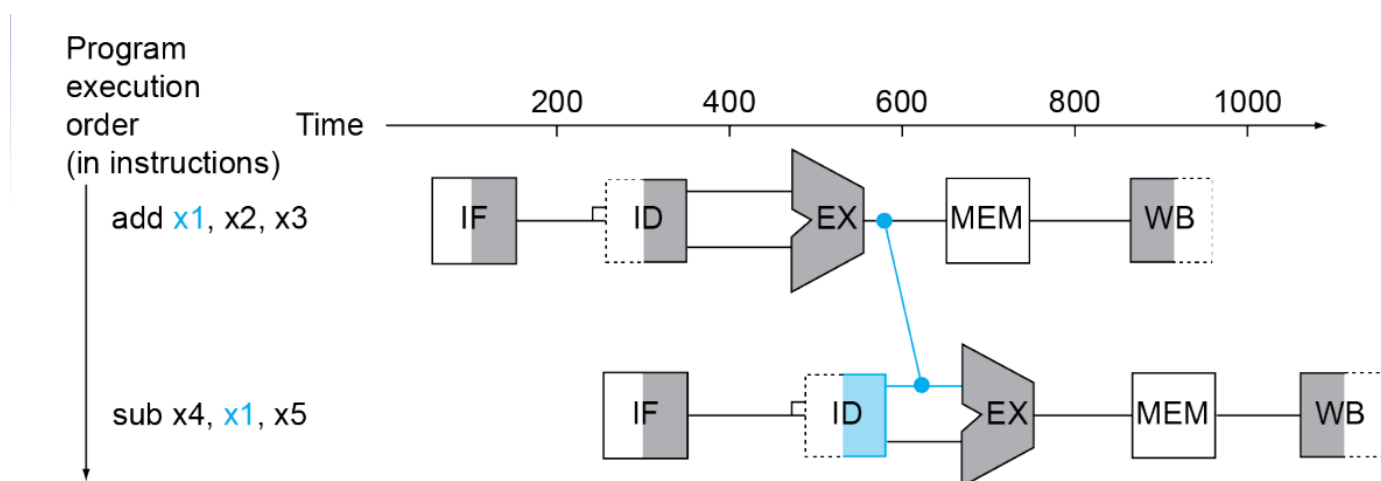 Program
execution
order
(in instructions)
Time
200 400 600 800 1000
add x1, x2, x3
IF ID EX MEM WB
sub x4, x1, x5
IF ID EX MEM WB